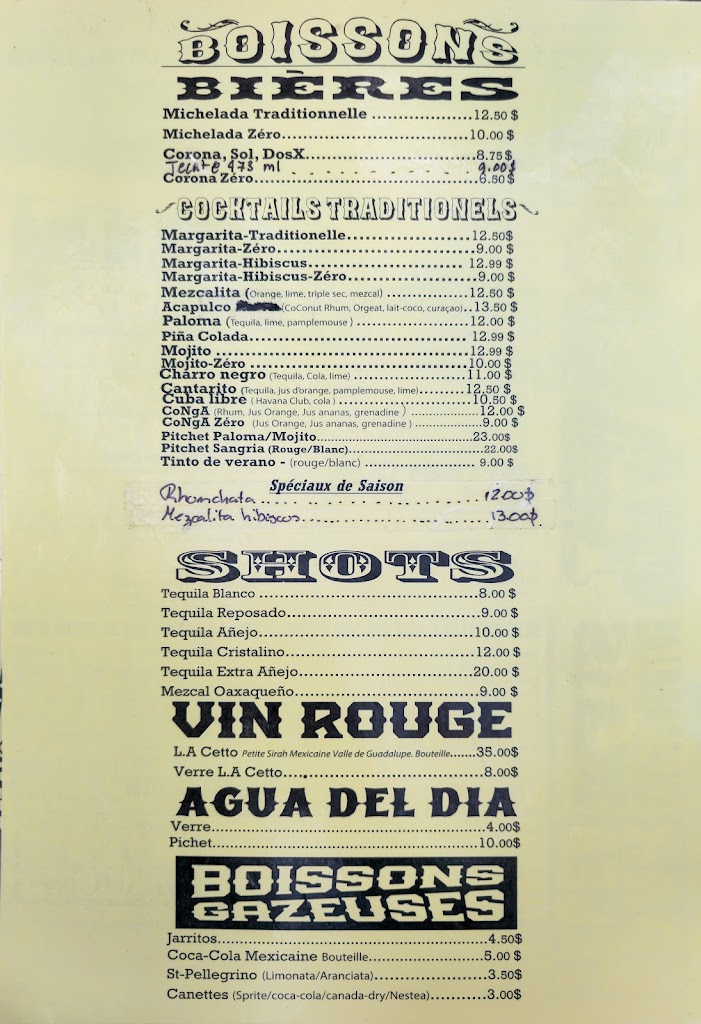 BOISSONS
BIÈRES
Michelada Traditionnelle ..................12.50 $
Michelada Zéro...............................10.00 $
Corona, Sol, DosX............................8.75 $
Tecate 473 ml . . . . . . . . . . . 9.00$
Corona Zéro....................................6.50 $
COCKTAILS TRADITIONELS
Margarita-Traditionelle....................12.50$
Margarita-Zéro................................9.00 $
Margarita-Hibiscus......................... 12.99 $
Margarita-Hibiscus-Zéro....................9.00 $
Mezcalita (Orange, lime, triple sec, mezcal) ................12.50 $
Acapulco (CoConut Rhum, Orgeat, lait-coco, curaçao)..13.50 $
Paloma (Tequila, lime, pamplemouse ) .......................12.00 $
Piña Colada................................... 12.99 $
Mojito ..........................................12.99 $
Mojito-Zéro ...................................10.00 $
Charro negro (Tequila, Cola, lime) .......................11.00 $
Cantarito (Tequila, jus d'orange, pamplemouse, lime).........12.50 $
Cuba libre ( Havana Club, cola ) ...........................10.50 $
CoNgA (Rhum, Jus Orange, Jus ananas, grenadine ) .................12.00 $
CoNgA Zéro (Jus Orange, Jus ananas, grenadine ) .................9.00 $
Pitchet Paloma/Mojito.......................................23.00$
Pitchet Sangria (Rouge/Blanc)...................................22.00$
Tinto de verano - (rouge/blanc) ......................... 9.00 $
Spéciaux de Saison
Rhomchata .. . . . . . . . . . . . . . . . . 12.00$
Mezcalita hibiscus.....................13.00$
SHOTS
Tequila Blanco ........................................8.00 $
Tequila Reposado...................................9.00 $
Tequila Añejo.......................................10.00 $
Tequila Cristalino.................................12.00 $
Tequila Extra Añejo..............................20.00 $
Mezcal Oaxaqueño................................9.00 $
VIN ROUGE
L.A Cetto Petite Sirah Mexicaine Valle de Guadalupe. Bouteille.......35.00$
Verre L.A Cetto.....................................8.00$
AGUA DEL DIA
Verre..................................................4.00$
Pichet................................................10.00$
BOISSONS
GAZEUSES
Jarritos................................................4.50$
Coca-Cola Mexicaine Bouteille.....................5.00 $
St-Pellegrino (Limonata/Aranciata)......................3.50$
Canettes (Sprite/coca-cola/canada-dry/Nestea)...........3.00$